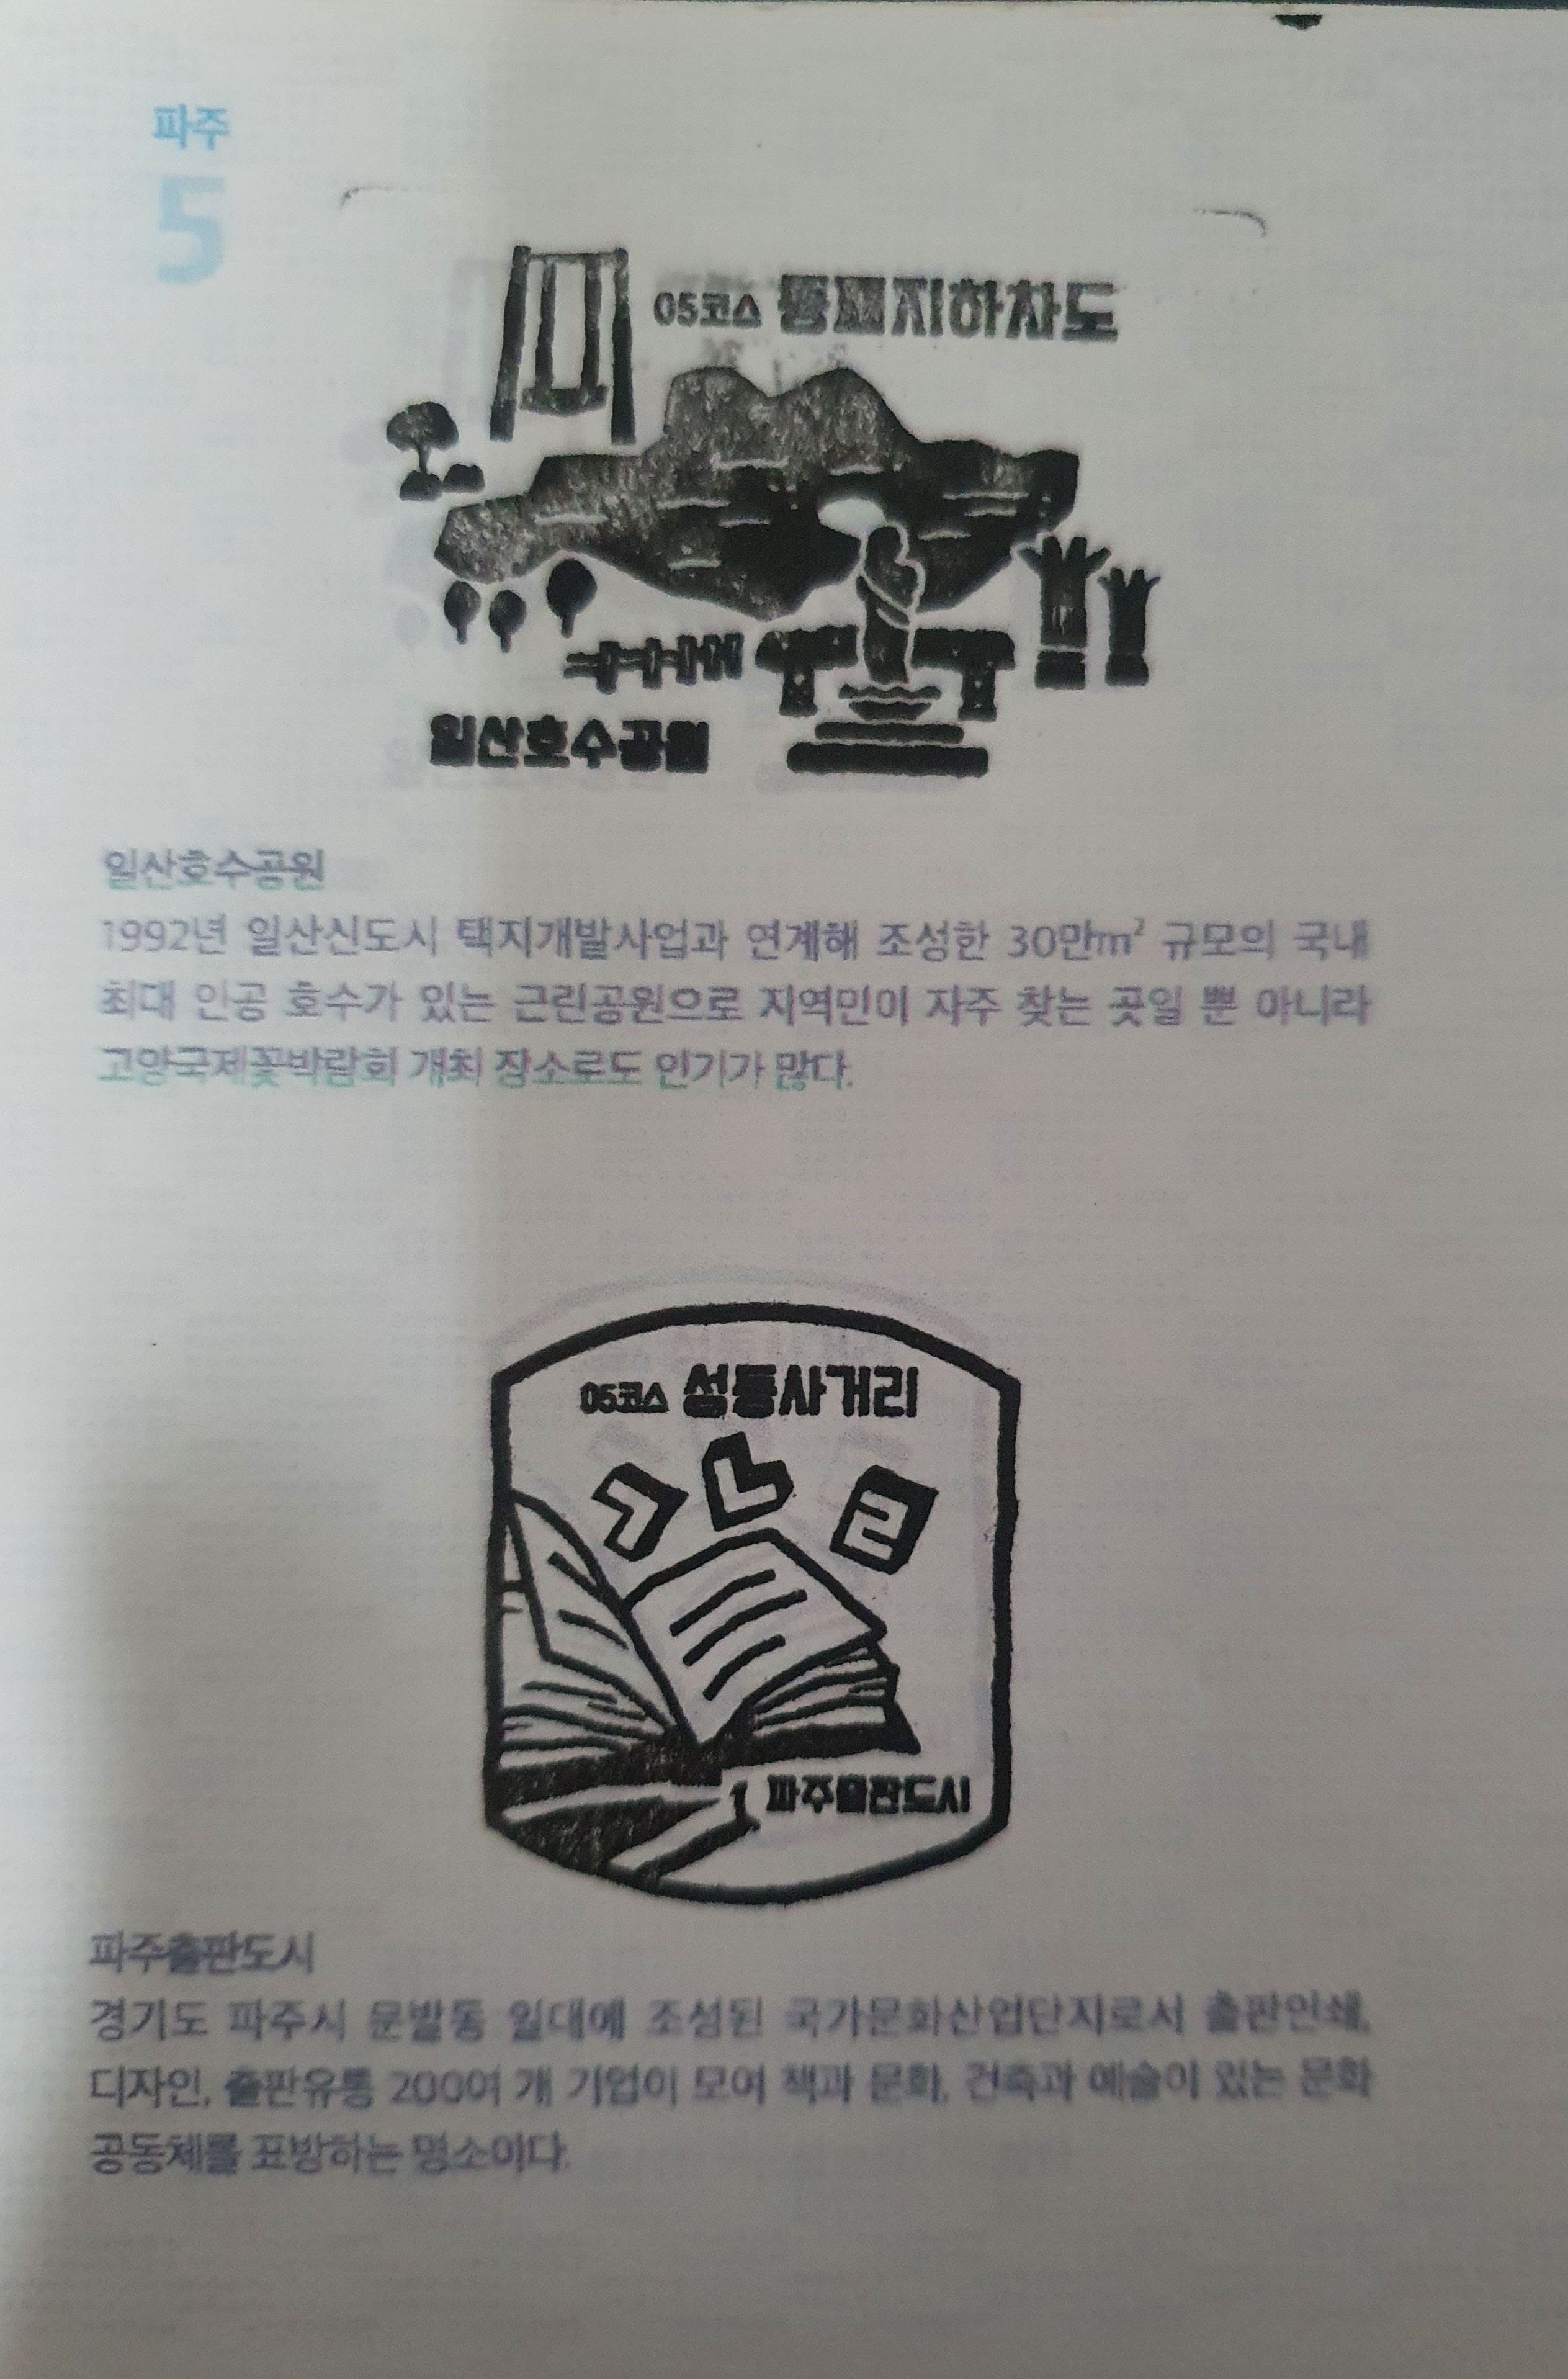 파주
5
05코스 동패지하차도
일산호수공원
일산호수공원
1992년 일산신도시 택지개발사업과 연계해 조성한 30만m² 규모의 국내
최대 인공 호수가 있는 근린공원으로 지역민이 자주 찾는 곳일 뿐 아니라
고양국제꽃박람회 개최 장소로도 인기가 많다.
05코스 성동사거리
ㄱ ㄴ ㄹ
파주출판도시
파주출판도시
경기도 파주시 문발동 일대에 조성된 국가문화산업단지로서 출판인쇄,
디자인, 출판유통 200여 개 기업이 모여 책과 문화, 건축과 예술이 있는 문화
공동체를 표방하는 명소이다.